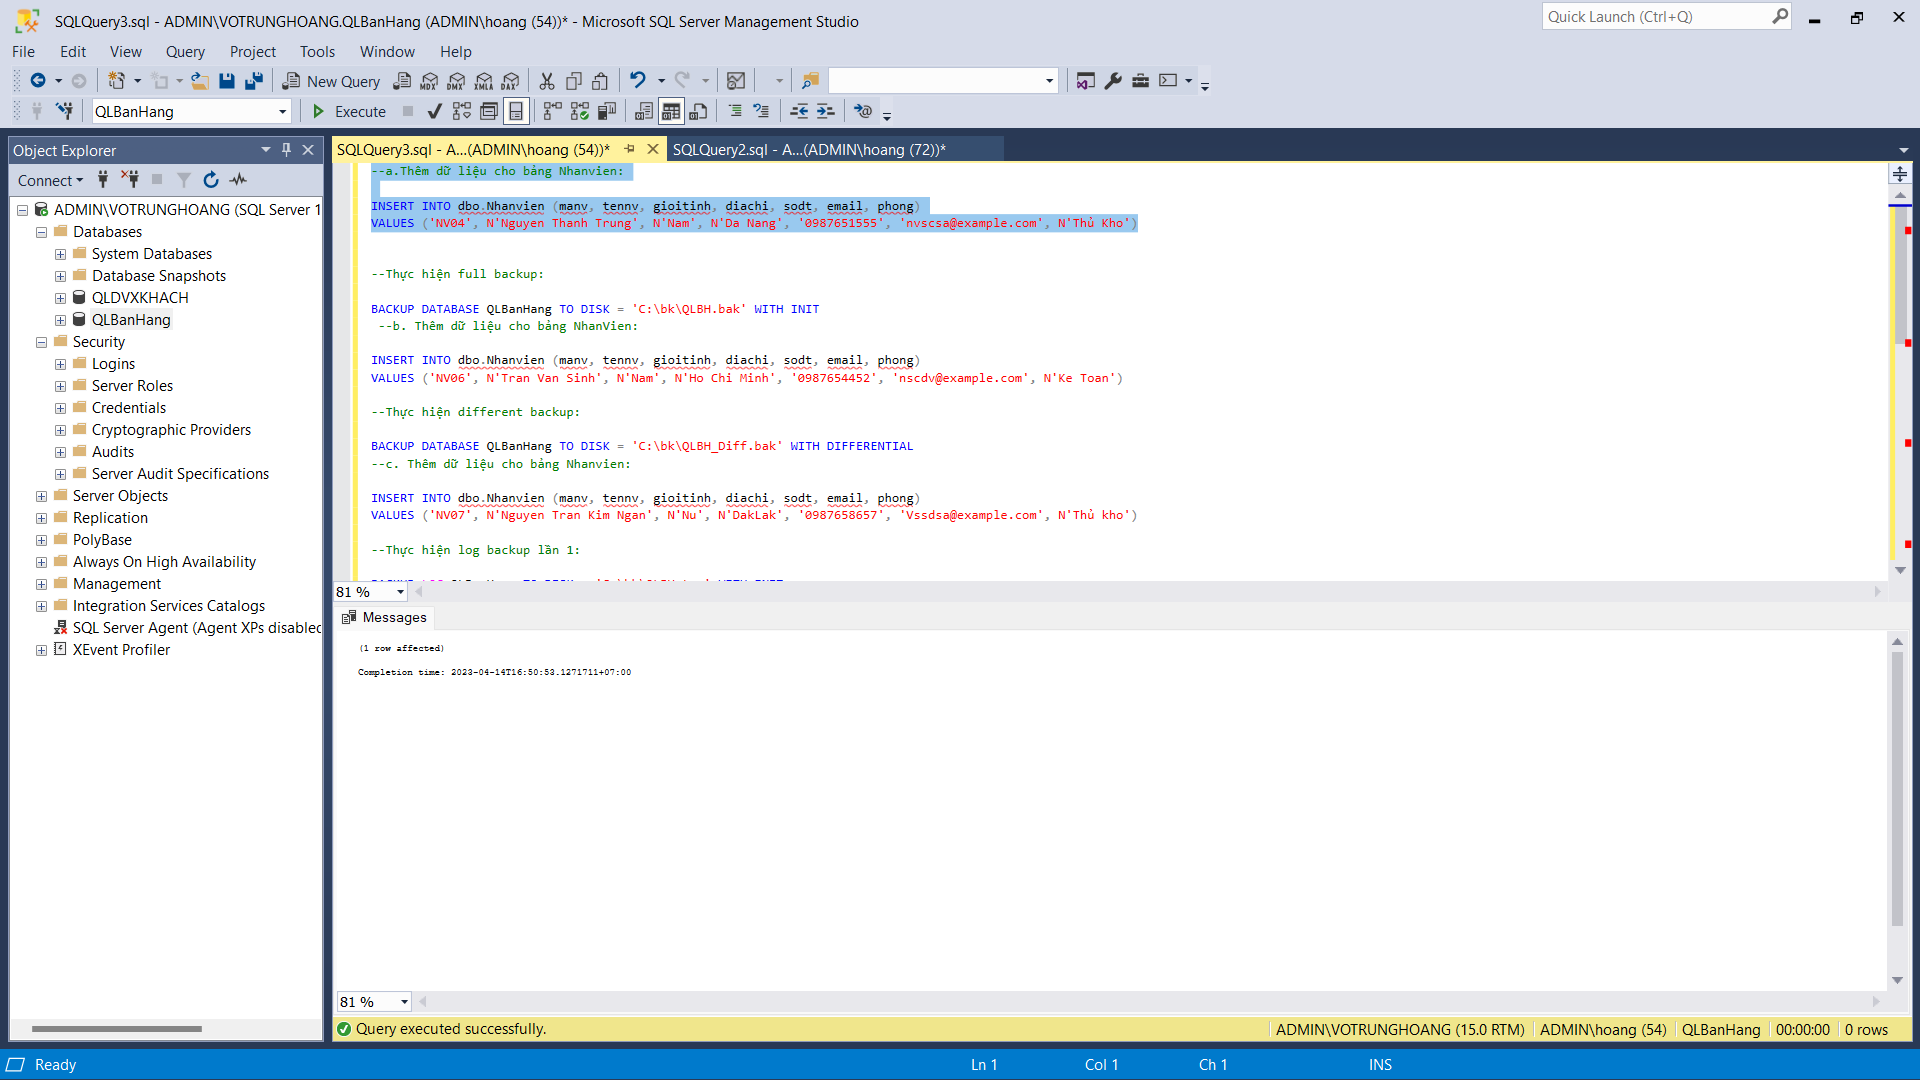 SQLQuery3.sql - ADMIN\VOTRUNGHOANG.QLBanHang (ADMIN\hoang (54))* - Microsoft SQL Server Management Studio
Quick Launch (Ctrl+Q)
File Edit View Query Project Tools Window Help
New Query MDX DMX XMLA DAX
QLBanHang Execute
Object Explorer
Connect
ADMIN\VOTRUNGHOANG (SQL Server 1
Databases
System Databases
Database Snapshots
QLDVXKHACH
QLBanHang
Security
Logins
Server Roles
Credentials
Cryptographic Providers
Audits
Server Audit Specifications
Server Objects
Replication
PolyBase
Always On High Availability
Management
Integration Services Catalogs
SQL Server Agent (Agent XPs disabled
XEvent Profiler
SQLQuery3.sql - A...(ADMIN\hoang (54))* SQLQuery2.sql - A...(ADMIN\hoang (72))*
--a.Thêm dữ liệu cho bảng Nhanvien:
INSERT INTO dbo.Nhanvien (manv, tennv, gioitinh, diachi, sodt, email, phong)
VALUES ('NV04', N'Nguyen Thanh Trung', N'Nam', N'Da Nang', '0987651555', 'nvscsa@example.com', N'Thủ Kho')
--Thực hiện full backup:
BACKUP DATABASE QLBanHang TO DISK = 'C:\bk\QLBH.bak' WITH INIT
--b. Thêm dữ liệu cho bảng NhanVien:
INSERT INTO dbo.Nhanvien (manv, tennv, gioitinh, diachi, sodt, email, phong)
VALUES ('NV06', N'Tran Van Sinh', N'Nam', N'Ho Chi Minh', '0987654452', 'nscdv@example.com', N'Ke Toan')
--Thực hiện different backup:
BACKUP DATABASE QLBanHang TO DISK = 'C:\bk\QLBH_Diff.bak' WITH DIFFERENTIAL
--c. Thêm dữ liệu cho bảng Nhanvien:
INSERT INTO dbo.Nhanvien (manv, tennv, gioitinh, diachi, sodt, email, phong)
VALUES ('NV07', N'Nguyen Tran Kim Ngan', N'Nu', N'DakLak', '0987658657', 'Vssdsa@example.com', N'Thủ kho')
--Thực hiện log backup lần 1:
81 %
Messages
(1 row affected)
Completion time: 2023-04-14T16:50:53.1271711+07:00
81 %
Query executed successfully. ADMIN\VOTRUNGHOANG (15.0 RTM) ADMIN\hoang (54) QLBanHang 00:00:00 0 rows
Ready Ln 1 Col 1 Ch 1 INS